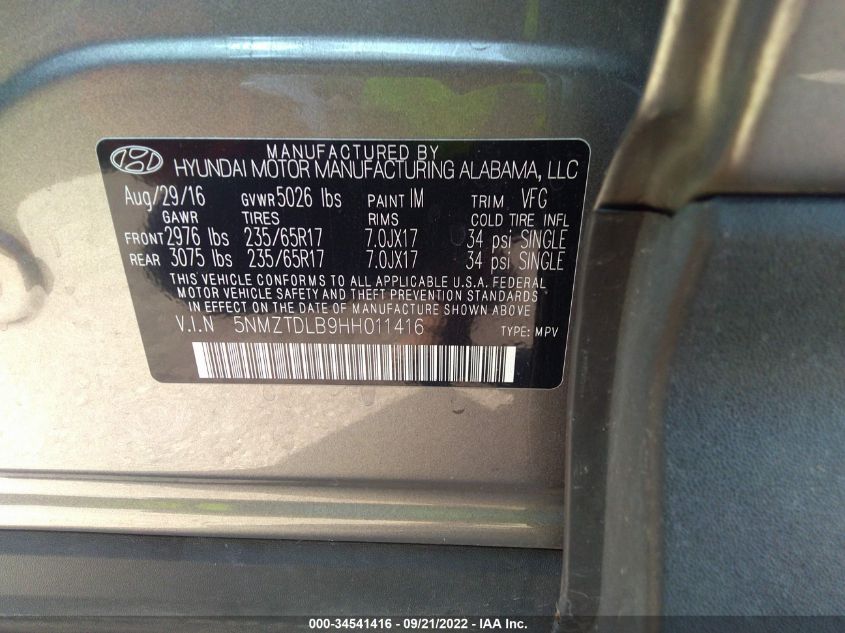 MANUFACTURED BY
HYUNDAI MOTOR MANUFACTURING ALABAMA, LLC
Aug/29/16 GVWR 5026 lbs PAINT IM TRIM VFG
GAWR TIRES RIMS COLD TIRE INFL
FRONT 2976 lbs 235/65R17 7.0JX17 34 psi SINGLE
REAR 3075 lbs 235/65R17 7.0JX17 34 psi SINGLE
THIS VEHICLE CONFORMS TO ALL APPLICABLE U.S.A. FEDERAL
MOTOR VEHICLE SAFETY AND THEFT PREVENTION STANDARDS
IN EFFECT ON THE DATE OF MANUFACTURE SHOWN ABOVE.
V.I.N 5NMZTDLB9HH011416 TYPE: MPV
000-34541416 — 09/21/2022 — IAA Inc.